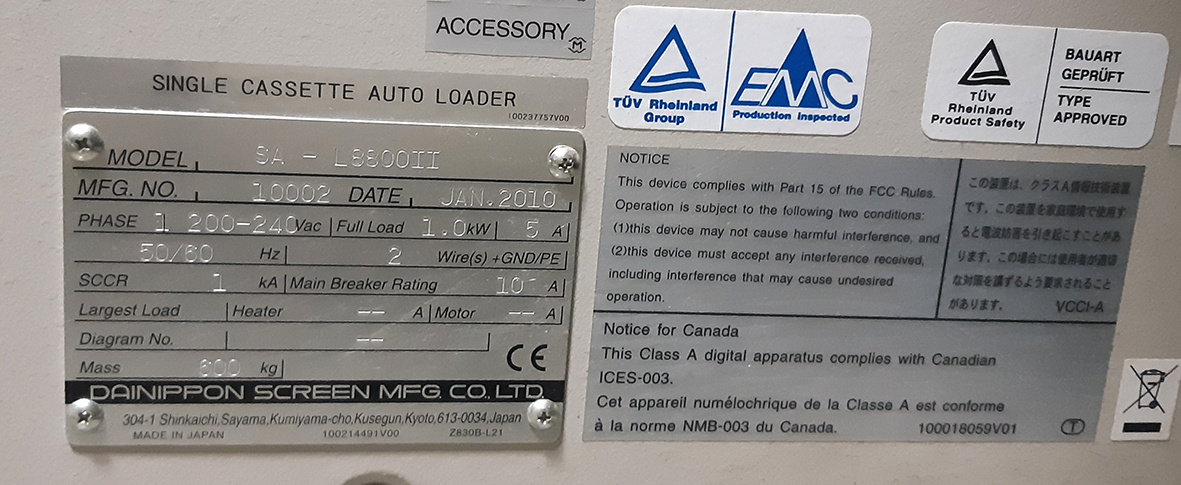 ACCESSORY
SINGLE CASSETTE AUTO LOADER
100237757V00
MODEL SA - L8800II
MFG. NO. 10002 DATE JAN.2010
PHASE 1 200-240Vac Full Load 1.0kW 5 A
50/60 Hz 2 Wire(s) +GND/PE
SCCR 1 kA Main Breaker Rating 10 A
Largest Load Heater -- A Motor -- A
Diagram No. --
Mass 600 kg
CE
DAINIPPON SCREEN MFG. CO., LTD.
304-1 Shinkaichi,Sayama,Kumiyama-cho,Kusegun,Kyoto,613-0034,Japan
MADE IN JAPAN 100214491V00 Z830B-L21
TÜV Rheinland
Group
EMC
Production Inspected
TÜV
Rheinland
Product Safety
BAUART
GEPRÜFT
TYPE
APPROVED
NOTICE
This device complies with Part 15 of the FCC Rules.
Operation is subject to the following two conditions:
(1)this device may not cause harmful interference, and
(2)this device must accept any interference received,
including interference that may cause undesired
operation.
この装置は、クラスA情報技術装置
です。この装置を家庭環境で使用す
ると電波妨害を引き起こすことがあ
ります。この場合には使用者が適切
な対策を講ずるよう要求されること
があります。 VCCI-A
Notice for Canada
This Class A digital apparatus complies with Canadian
ICES-003.
Cet appareil numélochrique de la Classe A est conforme
à la norme NMB-003 du Canada. 100018059V01 T